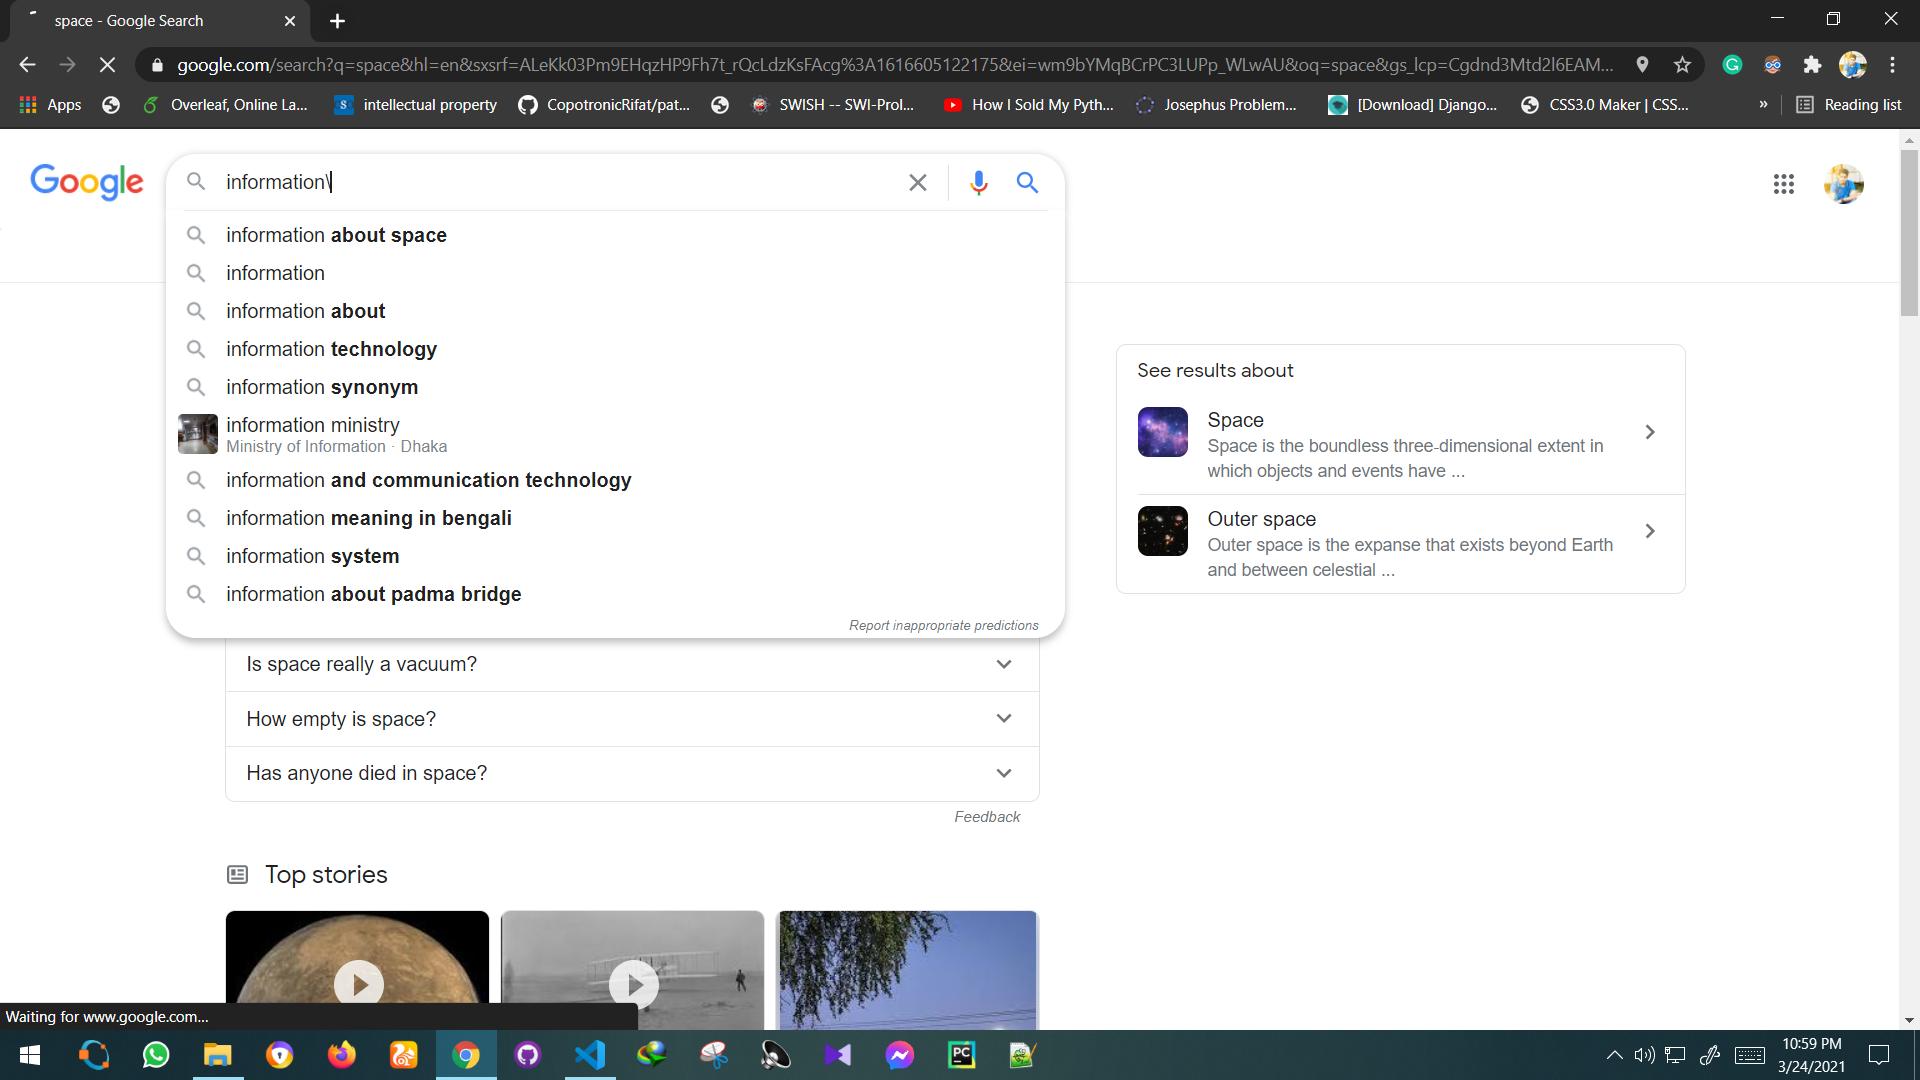 space - Google Search
google.com/search?q=space&hl=en&sxsrf=ALeKk03Pm9EHqzHP9Fh7t_rQcLdzKsFAcg%3A1616605122175&ei=wm9bYMqBCrPC3LUPp_WLwAU&oq=space&gs_lcp=Cgdnd3Mtd2l6EAM...
Apps Overleaf, Online La... intellectual property CopotronicRifat/pat... SWISH -- SWI-Prol... How I Sold My Pyth... Josephus Problem... [Download] Django... CSS3.0 Maker | CSS... » Reading list
Google
information\
information about space
information
information about
information technology
information synonym
information ministry
Ministry of Information · Dhaka
information and communication technology
information meaning in bengali
information system
information about padma bridge
Report inappropriate predictions
See results about
Space
Space is the boundless three-dimensional extent in
which objects and events have ...
Outer space
Outer space is the expanse that exists beyond Earth
and between celestial ...
Is space really a vacuum?
How empty is space?
Has anyone died in space?
Feedback
Top stories
Waiting for www.google.com...
PC
10:59 PM
3/24/2021